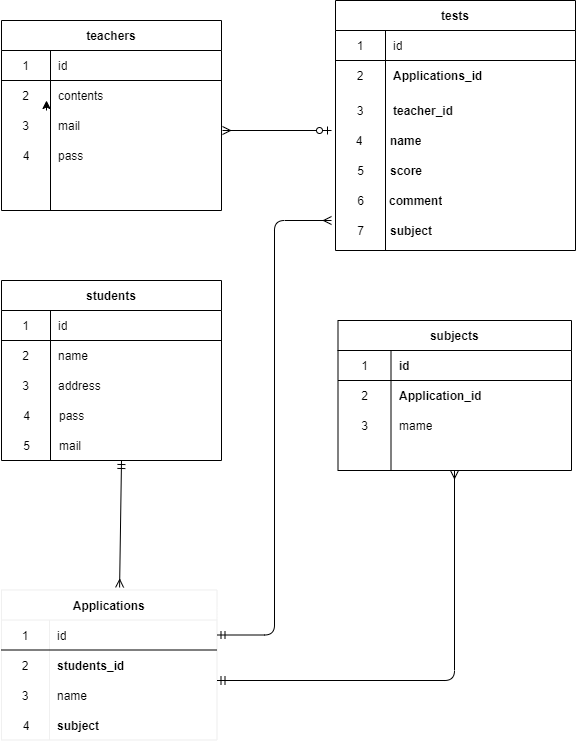 teachers
1 id
2 contents
3 mail
4 pass
tests
1 id
2 Applications_id
3 teacher_id
4 name
5 score
6 comment
7 subject
students
1 id
2 name
3 address
4 pass
5 mail
subjects
1 id
2 Application_id
3 mame
Applications
1 id
2 students_id
3 name
4 subject